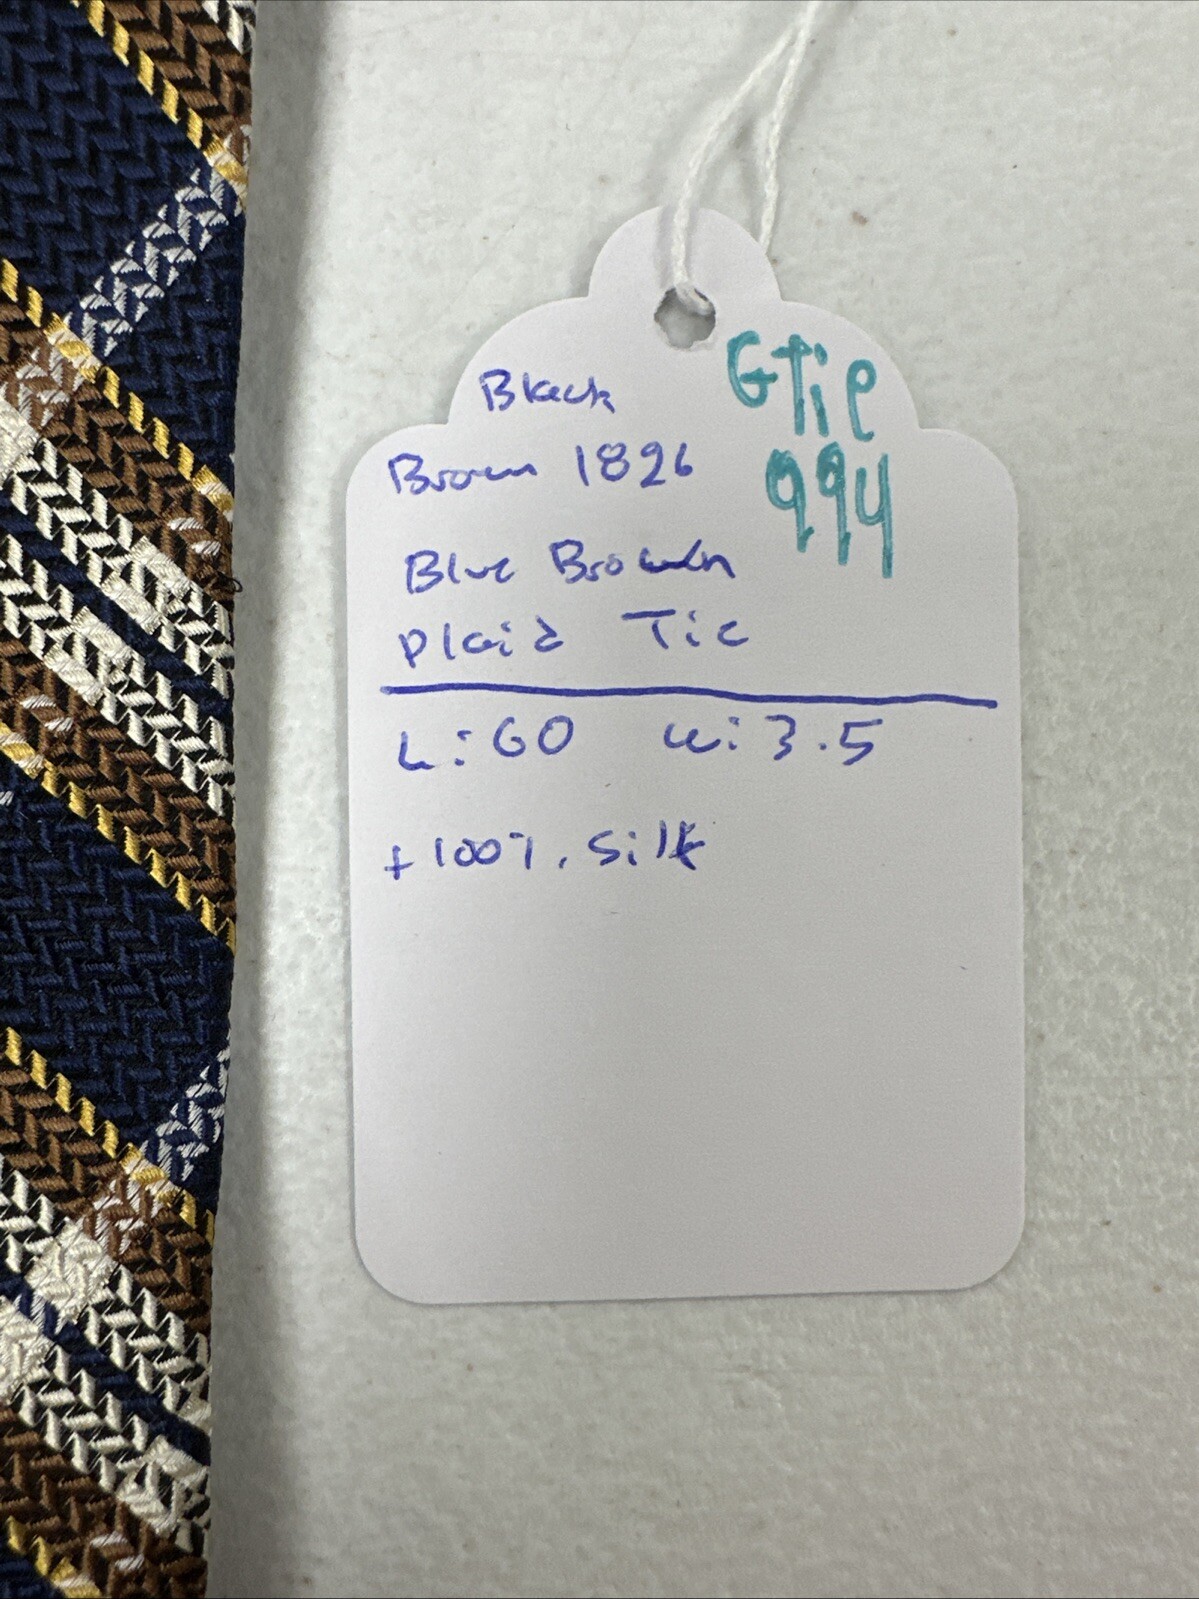 Black
Brown 1826
GTie
994
Blue Brown
Plaid Tie
L: 60 W: 3.5
+ 100% Silk